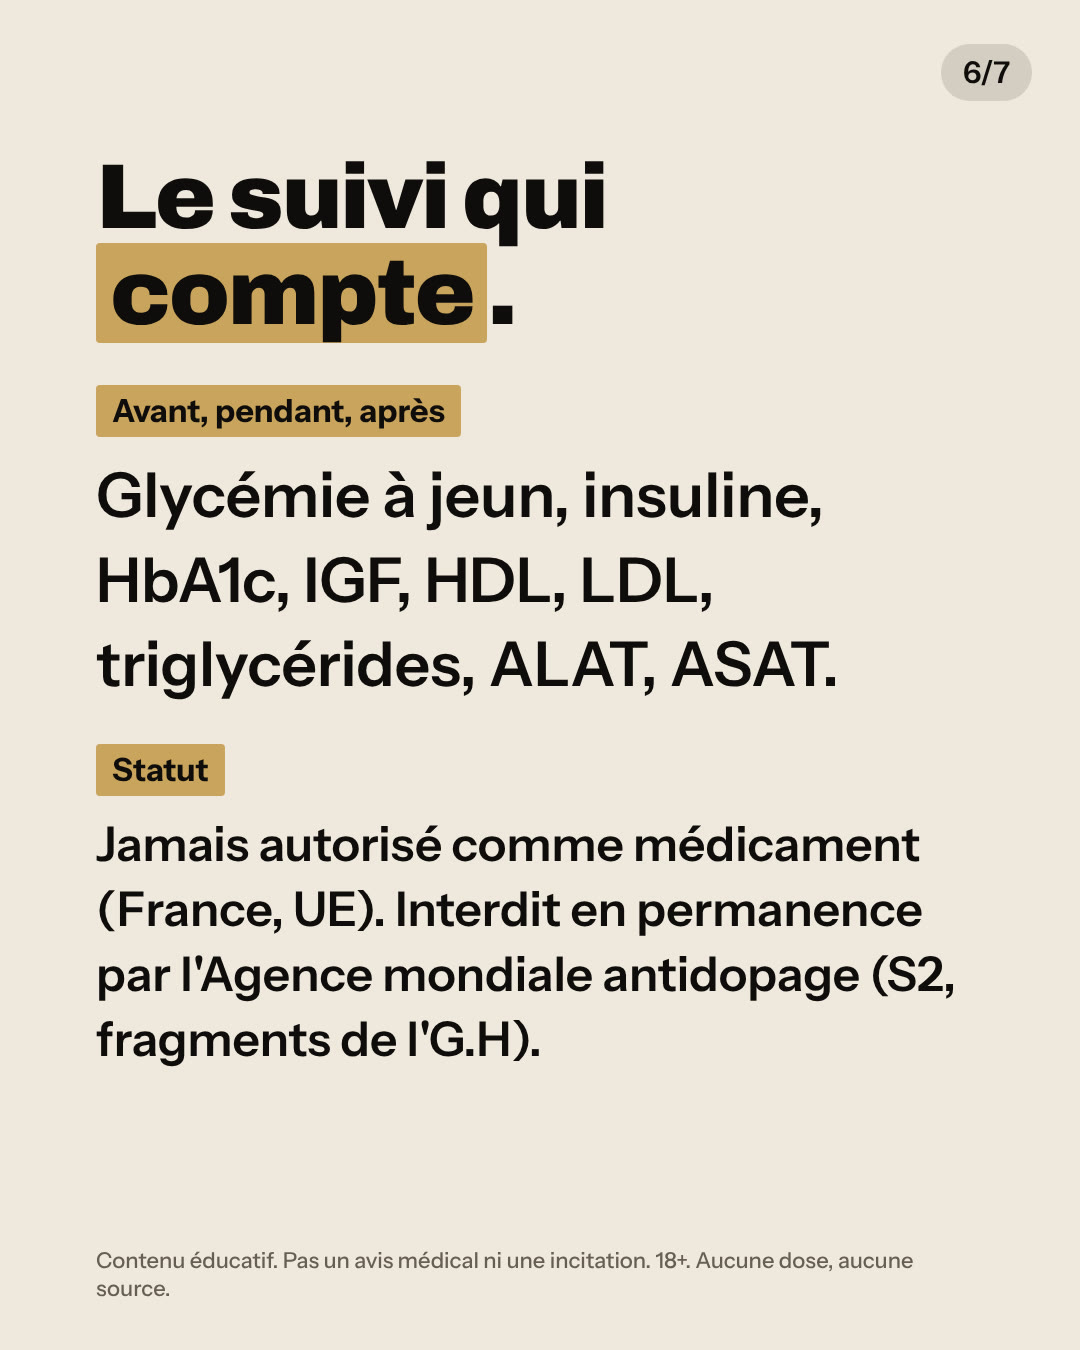 6/7
Le suivi qui
compte.
Avant, pendant, après
Glycémie à jeun, insuline,
HbA1c, IGF, HDL, LDL,
triglycérides, ALAT, ASAT.
Statut
Jamais autorisé comme médicament
(France, UE). Interdit en permanence
par l'Agence mondiale antidopage (S2,
fragments de l'G.H).
Contenu éducatif. Pas un avis médical ni une incitation. 18+. Aucune dose, aucune
source.